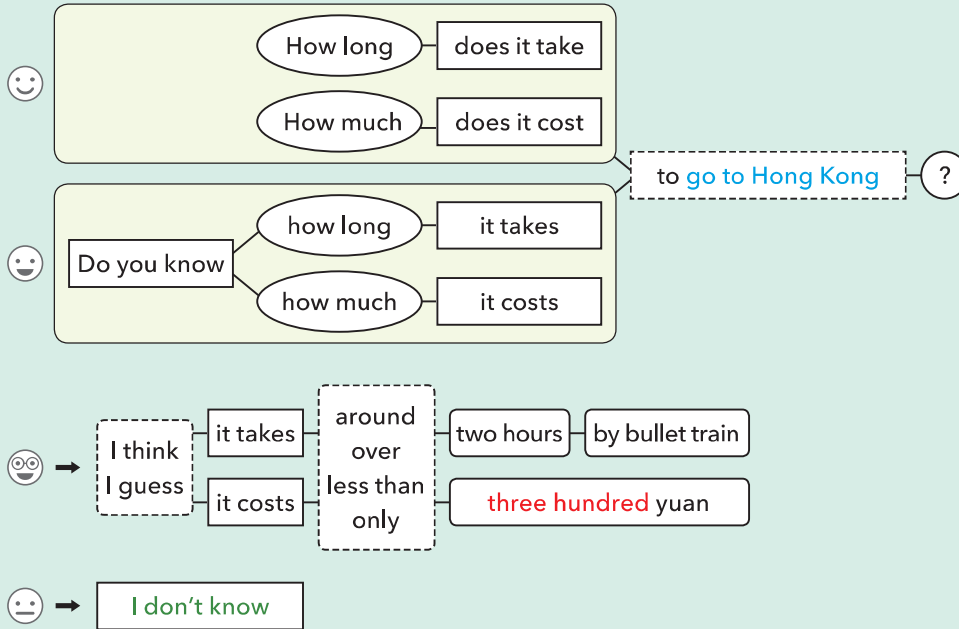 How long does it take
How much does it cost
to go to Hong Kong ?
Do you know
how long it takes
how much it costs
I think
I guess
it takes
it costs
around
over
less than
only
two hours by bullet train
three hundred yuan
I don't know